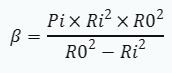 β = (Pi × Ri² × R0²) / (R0² − Ri²)